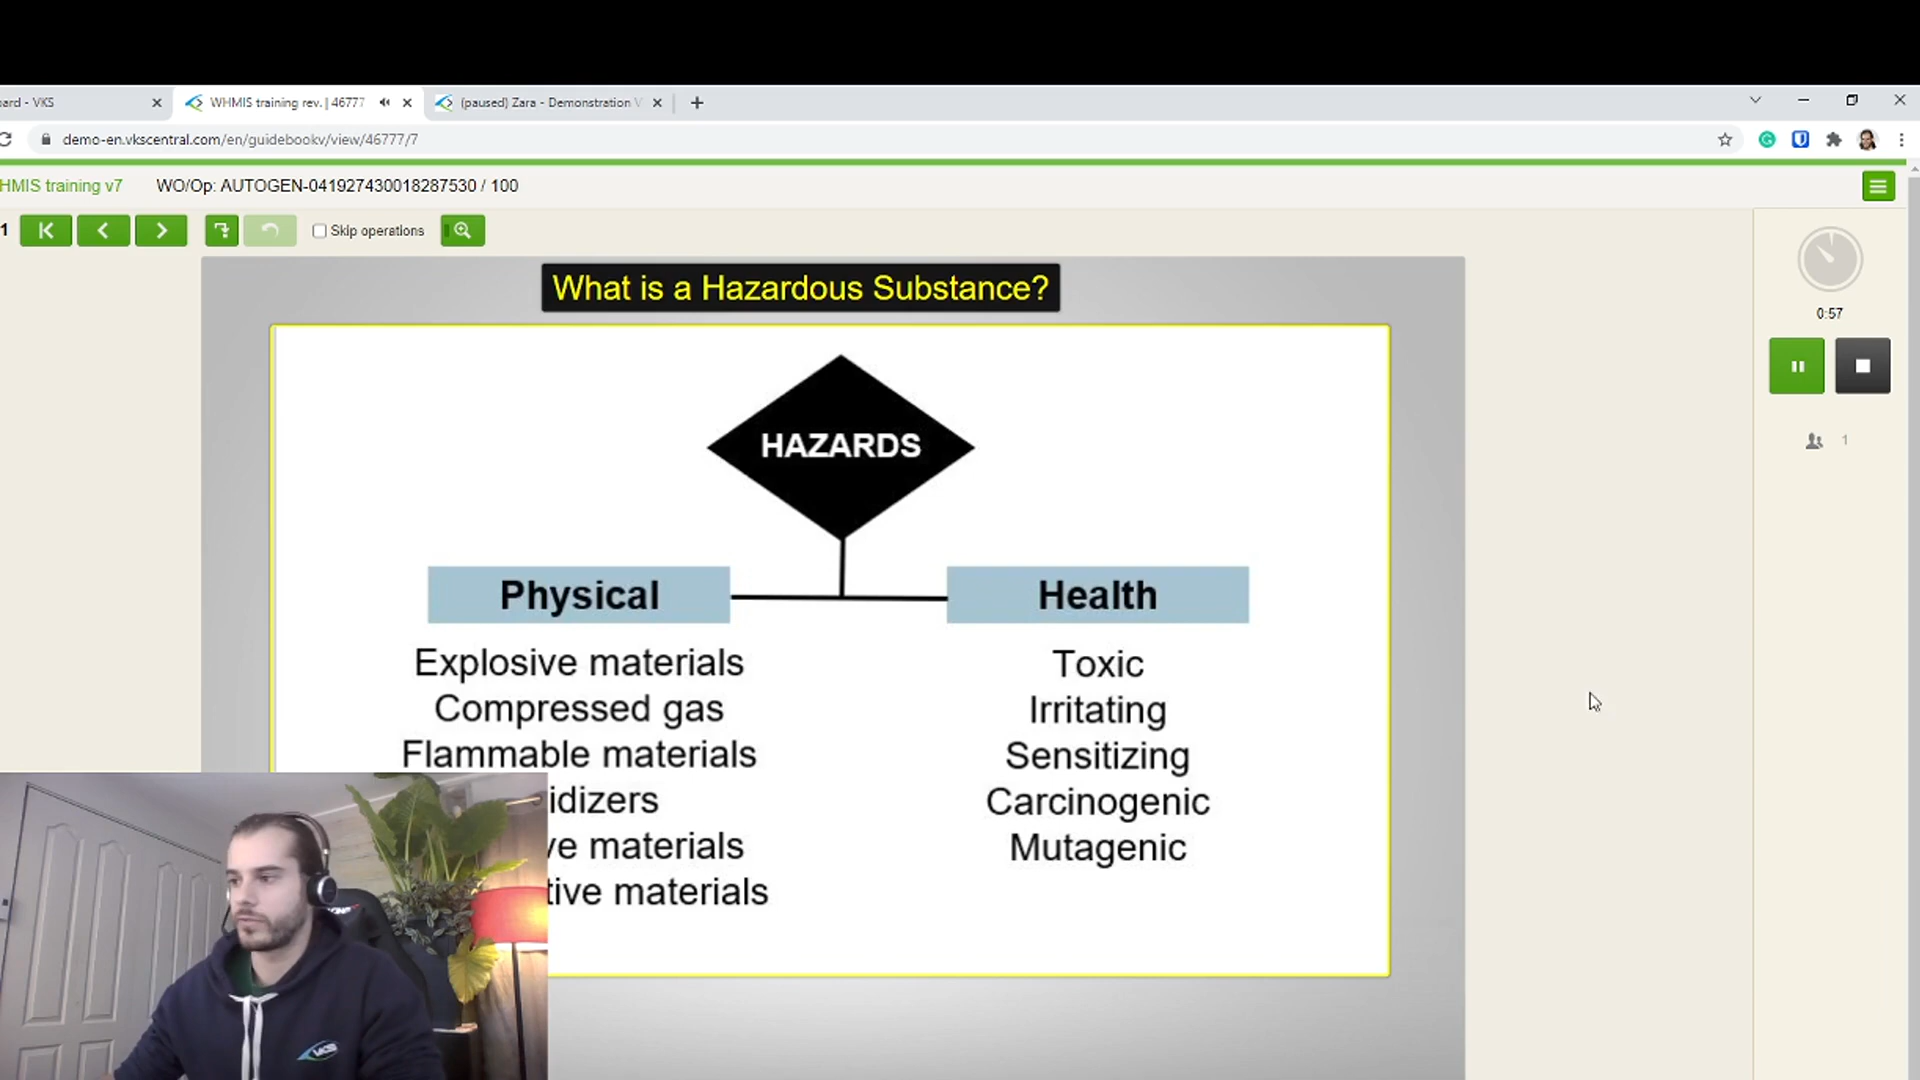 ard - VKS
WHMIS training rev. | 46777
(paused) Zara - Demonstration V
demo-en.vkscentral.com/en/guidebookv/view/46777/7
HMIS training v7 WO/Op: AUTOGEN-041927430018287530 / 100
1
Skip operations
What is a Hazardous Substance?
0:57
1
HAZARDS
Physical
Explosive materials
Compressed gas
Flammable materials
idizers
ve materials
tive materials
Health
Toxic
Irritating
Sensitizing
Carcinogenic
Mutagenic
VKS